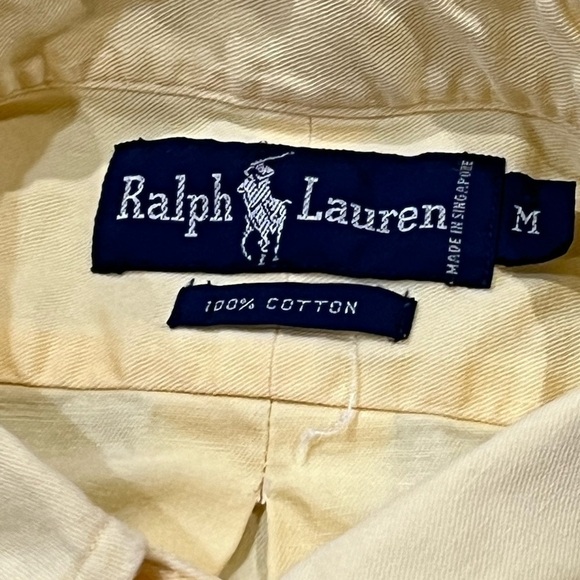 Ralph Lauren
MADE IN SINGAPORE
M
100% COTTON